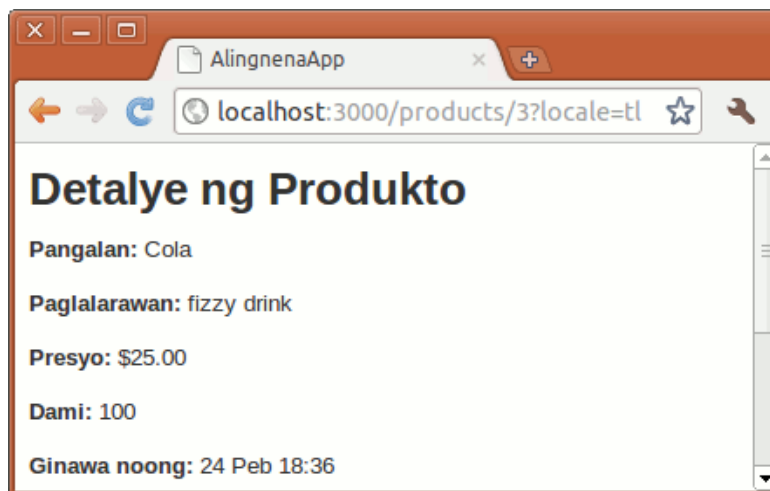 AlingnenaApp
localhost:3000/products/3?locale=tl
Detalye ng Produkto
Pangalan: Cola
Paglalarawan: fizzy drink
Presyo: $25.00
Dami: 100
Ginawa noong: 24 Peb 18:36